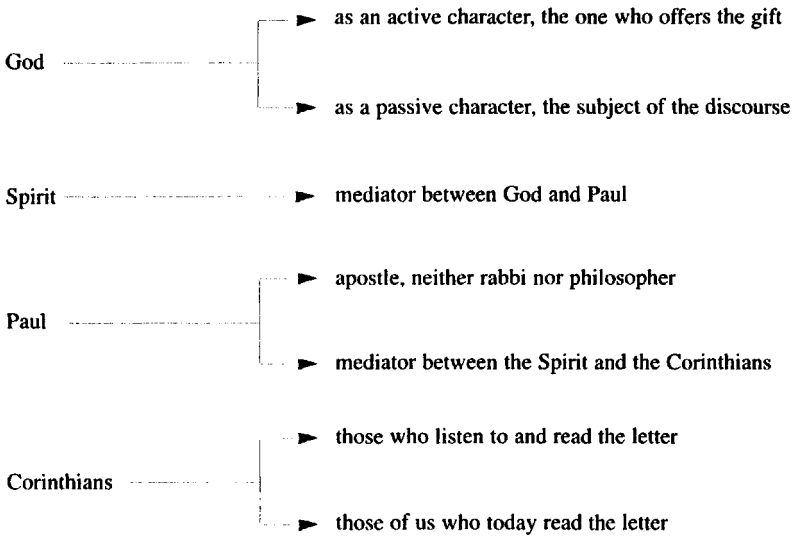 as an active character, the one who offers the gift
God
as a passive character, the subject of the discourse
Spirit
mediator between God and Paul
apostle, neither rabbi nor philosopher
Paul
mediator between the Spirit and the Corinthians
those who listen to and read the letter
Corinthians
those of us who today read the letter